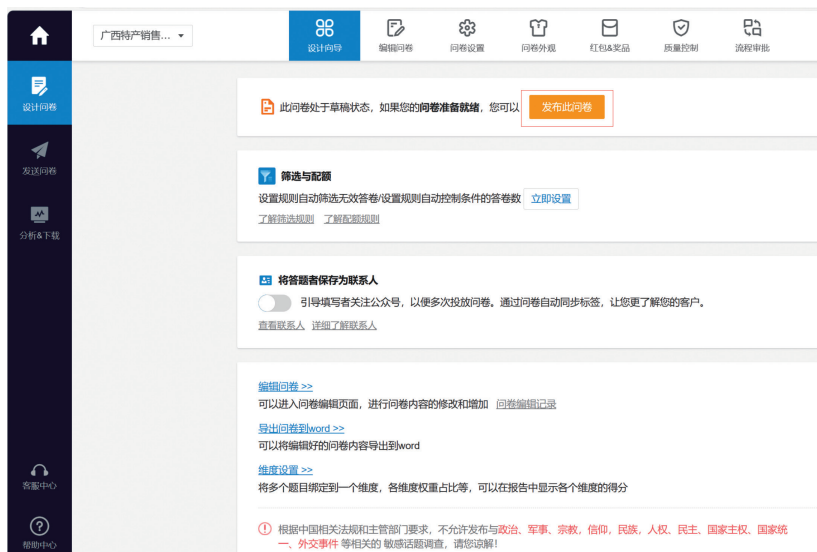 广西特产销售...
设计向导
编辑问卷
问卷设置
问卷外观
红包&奖品
质量控制
流程审批
设计问卷
发送问卷
分析&下载
客服中心
帮助中心
此问卷处于草稿状态，如果您的问卷准备就绪，您可以 发布此问卷
筛选与配额
设置规则自动筛选无效答卷/设置规则自动控制条件的答卷数 立即设置
了解筛选规则 了解配额规则
将答题者保存为联系人
引导填写者关注公众号，以便多次投放问卷。通过问卷自动同步标签，让您更了解您的客户。
查看联系人 详细了解联系人
编辑问卷 >>
可以进入问卷编辑页面，进行问卷内容的修改和增加 问卷编辑记录
导出问卷到word >>
可以将编辑好的问卷内容导出到word
维度设置 >>
将多个题目绑定到一个维度，各维度权重占比等，可以在报告中显示各个维度的得分
根据中国相关法规和主管部门要求，不允许发布与政治、军事、宗教，信仰，民族，人权、民主、国家主权、国家统
一、外交事件 等相关的 敏感话题调查，请您谅解！